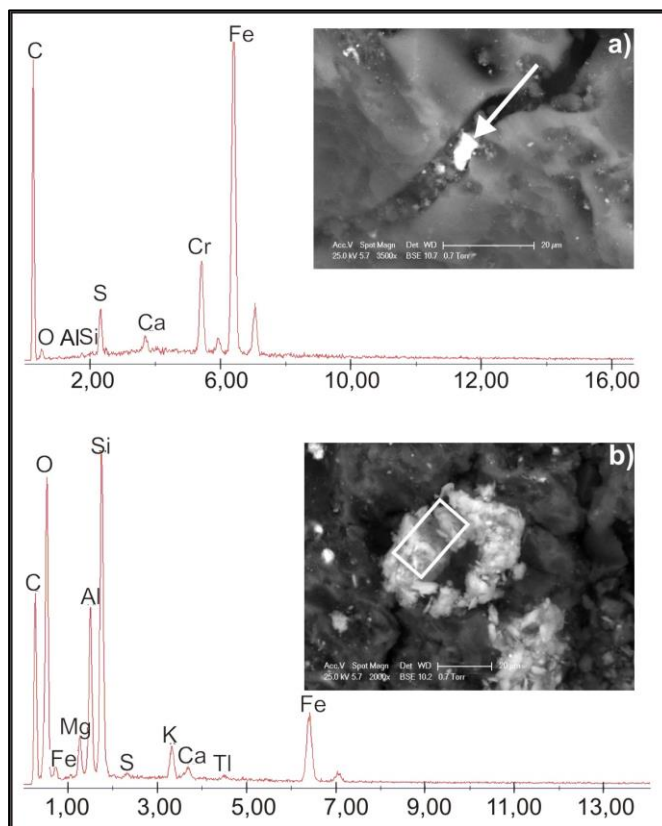 C
Fe
a)
Cr
S
O Al Si
Ca
Acc.V Spot Magn Det WD 20 µm
25.0 kV 5.7 3500x BSE 10.7 0.7 Torr
2,00 6,00 10,00 12,00 16,00
Si
O
b)
C
Al
Mg
Fe
S
K
Ca
Tl
Fe
Acc.V Spot Magn Det WD 20 µm
25.0 kV 5.7 2000x BSE 10.2 0.7 Torr
1,00 3,00 5,00 7,00 9,00 11,00 13,00